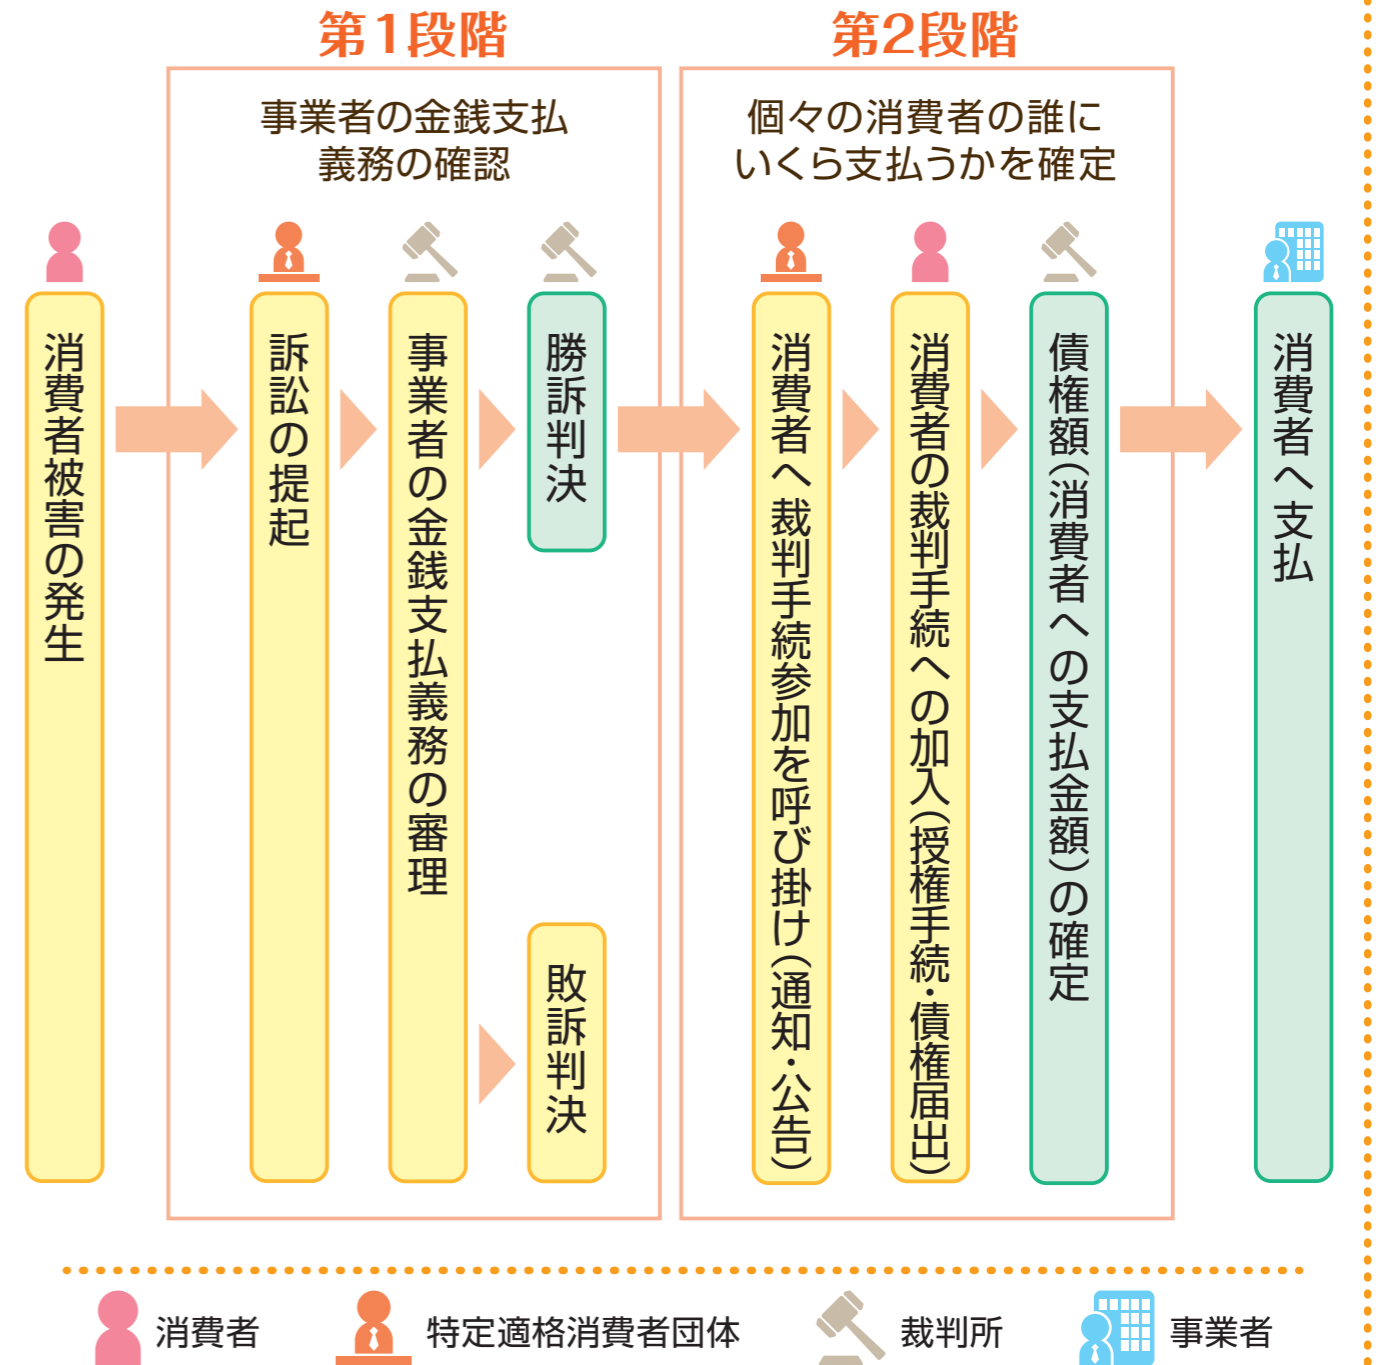 第1段階
事業者の金銭支払
義務の確認
第2段階
個々の消費者の誰に
いくら支払うかを確定
消費者被害の発生
訴訟の提起
事業者の金銭支払義務の審理
勝訴判決
敗訴判決
消費者へ裁判手続参加を呼び掛け(通知・公告)
消費者の裁判手続への加入(授権手続・債権届出)
債権額(消費者への支払金額)の確定
消費者へ支払
消費者
特定適格消費者団体
裁判所
事業者